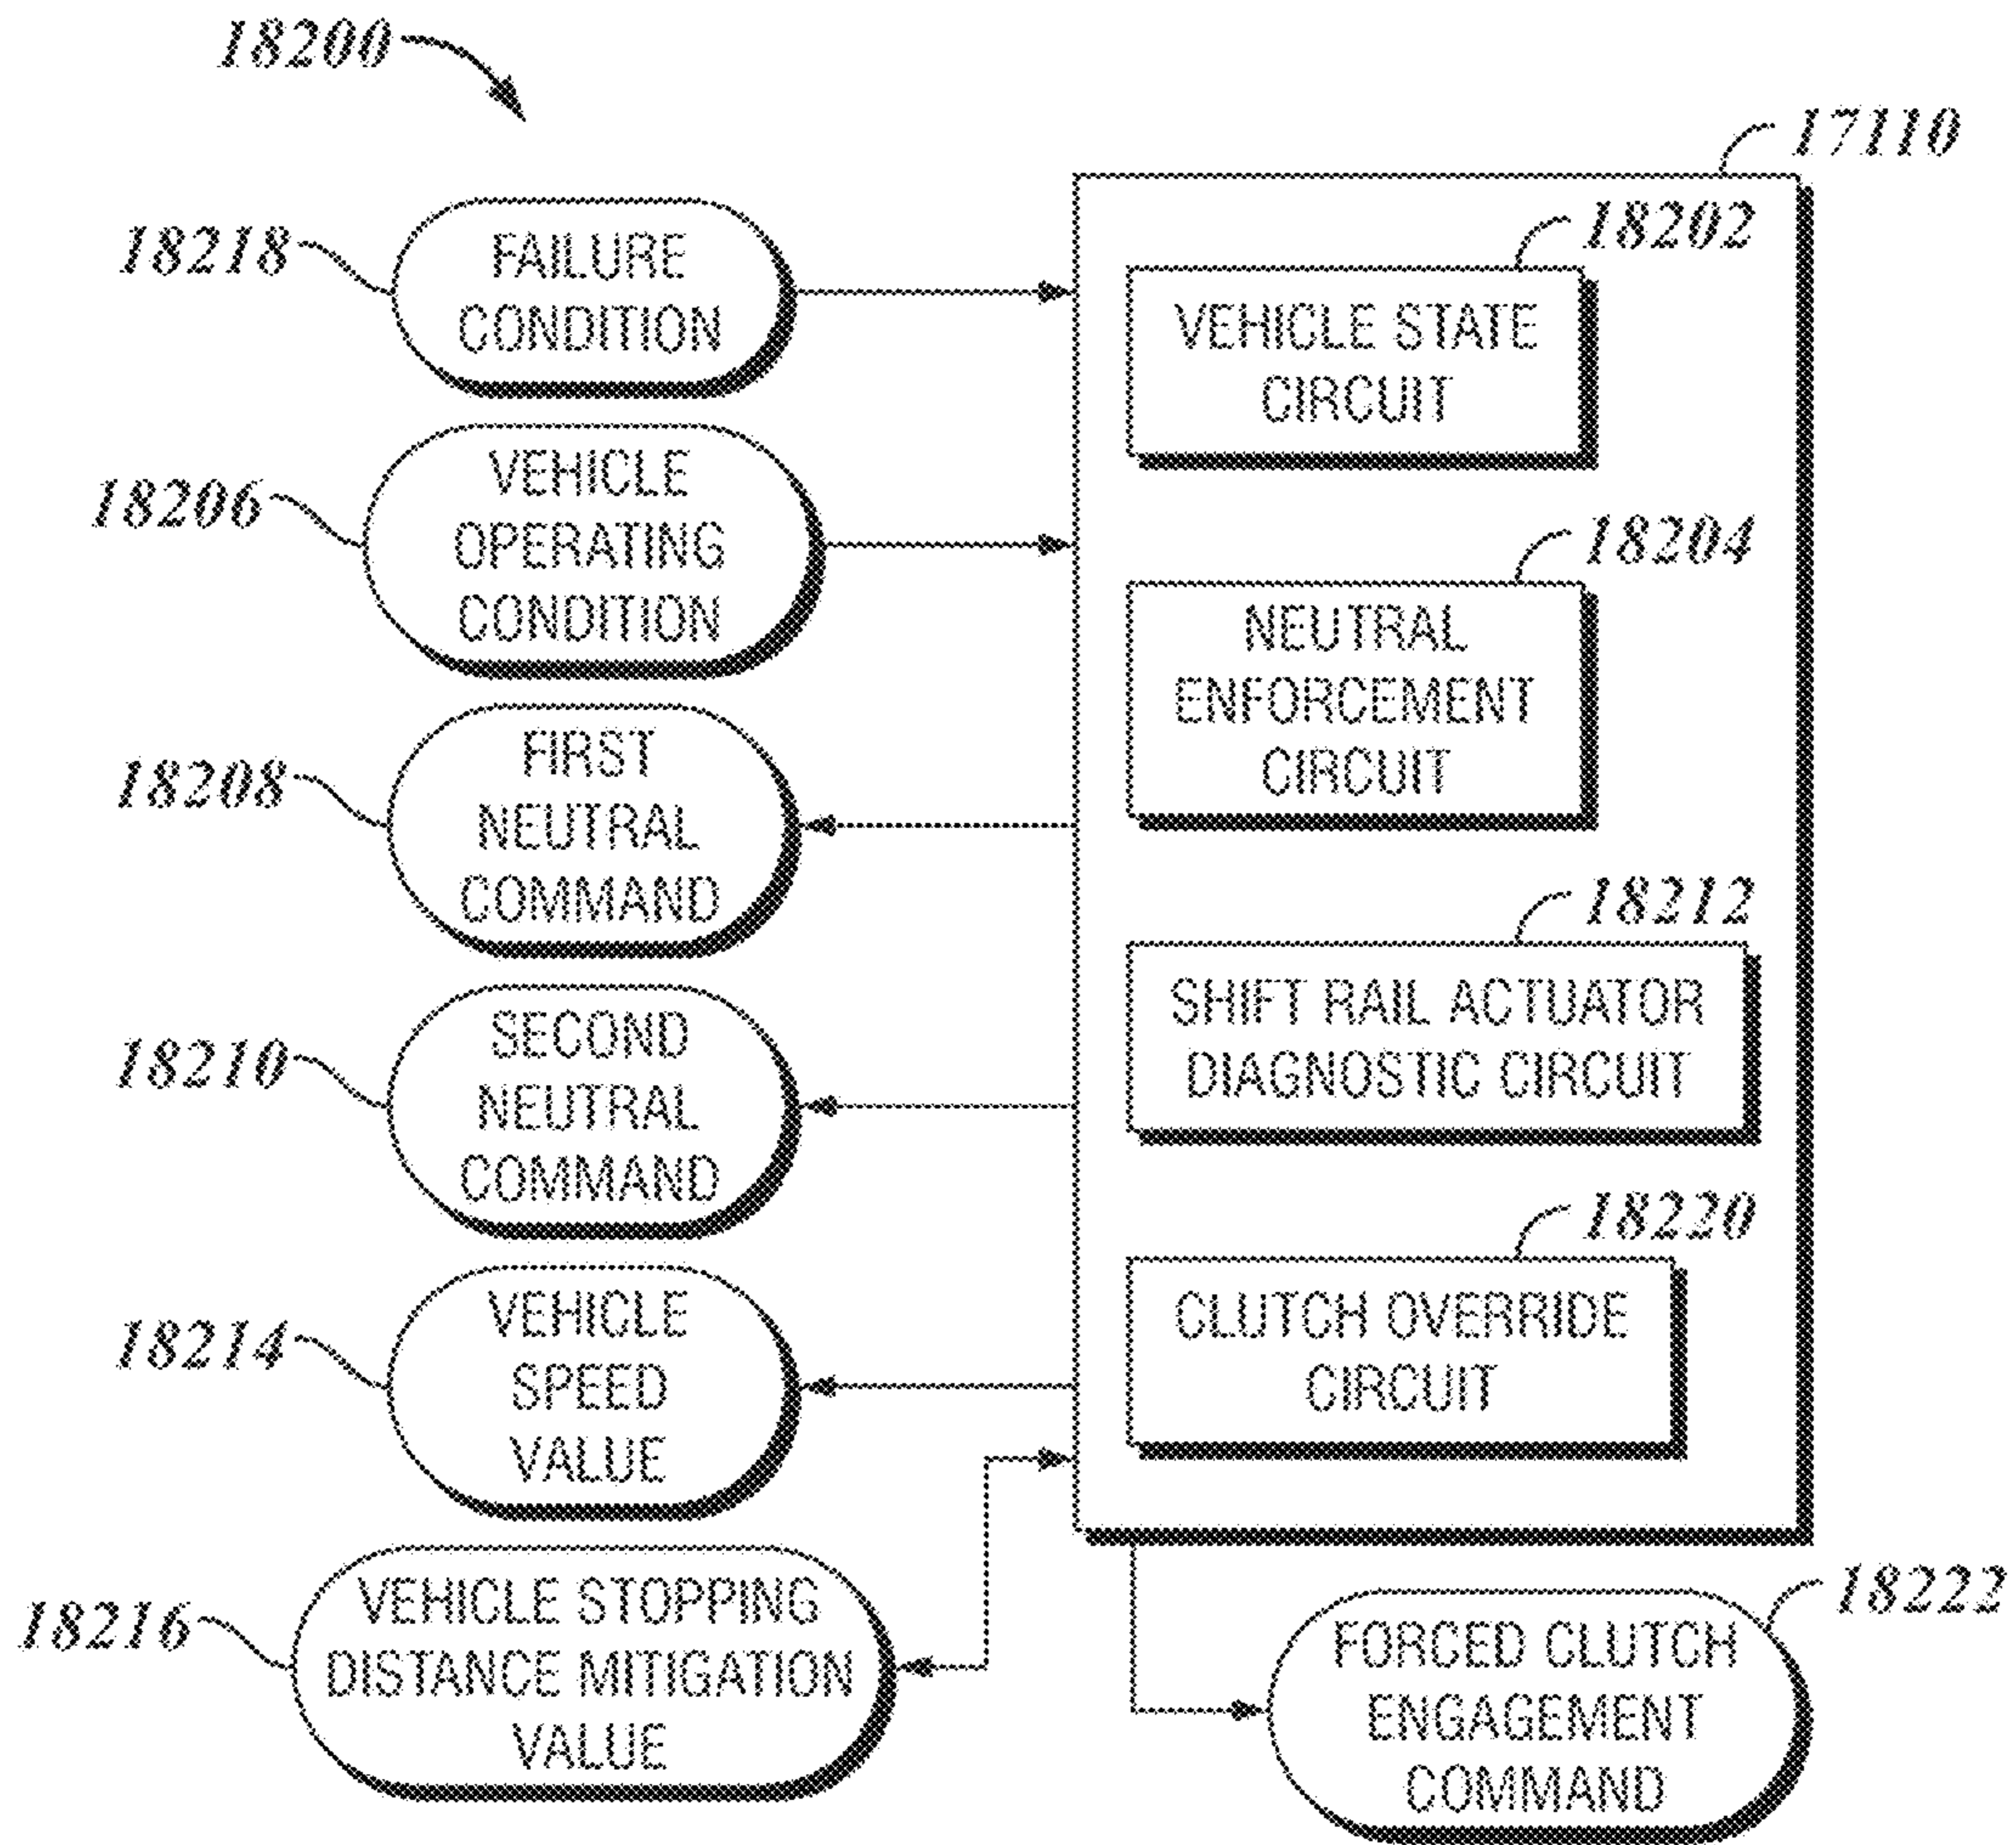 18200
17110
18218
FAILURE
CONDITION
18202
VEHICLE STATE
CIRCUIT
18206
VEHICLE
OPERATING
CONDITION
18204
NEUTRAL
ENFORCEMENT
CIRCUIT
18208
FIRST
NEUTRAL
COMMAND
18212
SHIFT RAIL ACTUATOR
DIAGNOSTIC CIRCUIT
18210
SECOND
NEUTRAL
COMMAND
18220
CLUTCH OVERRIDE
CIRCUIT
18214
VEHICLE
SPEED
VALUE
18216
VEHICLE STOPPING
DISTANCE MITIGATION
VALUE
18222
FORCED CLUTCH
ENGAGEMENT
COMMAND